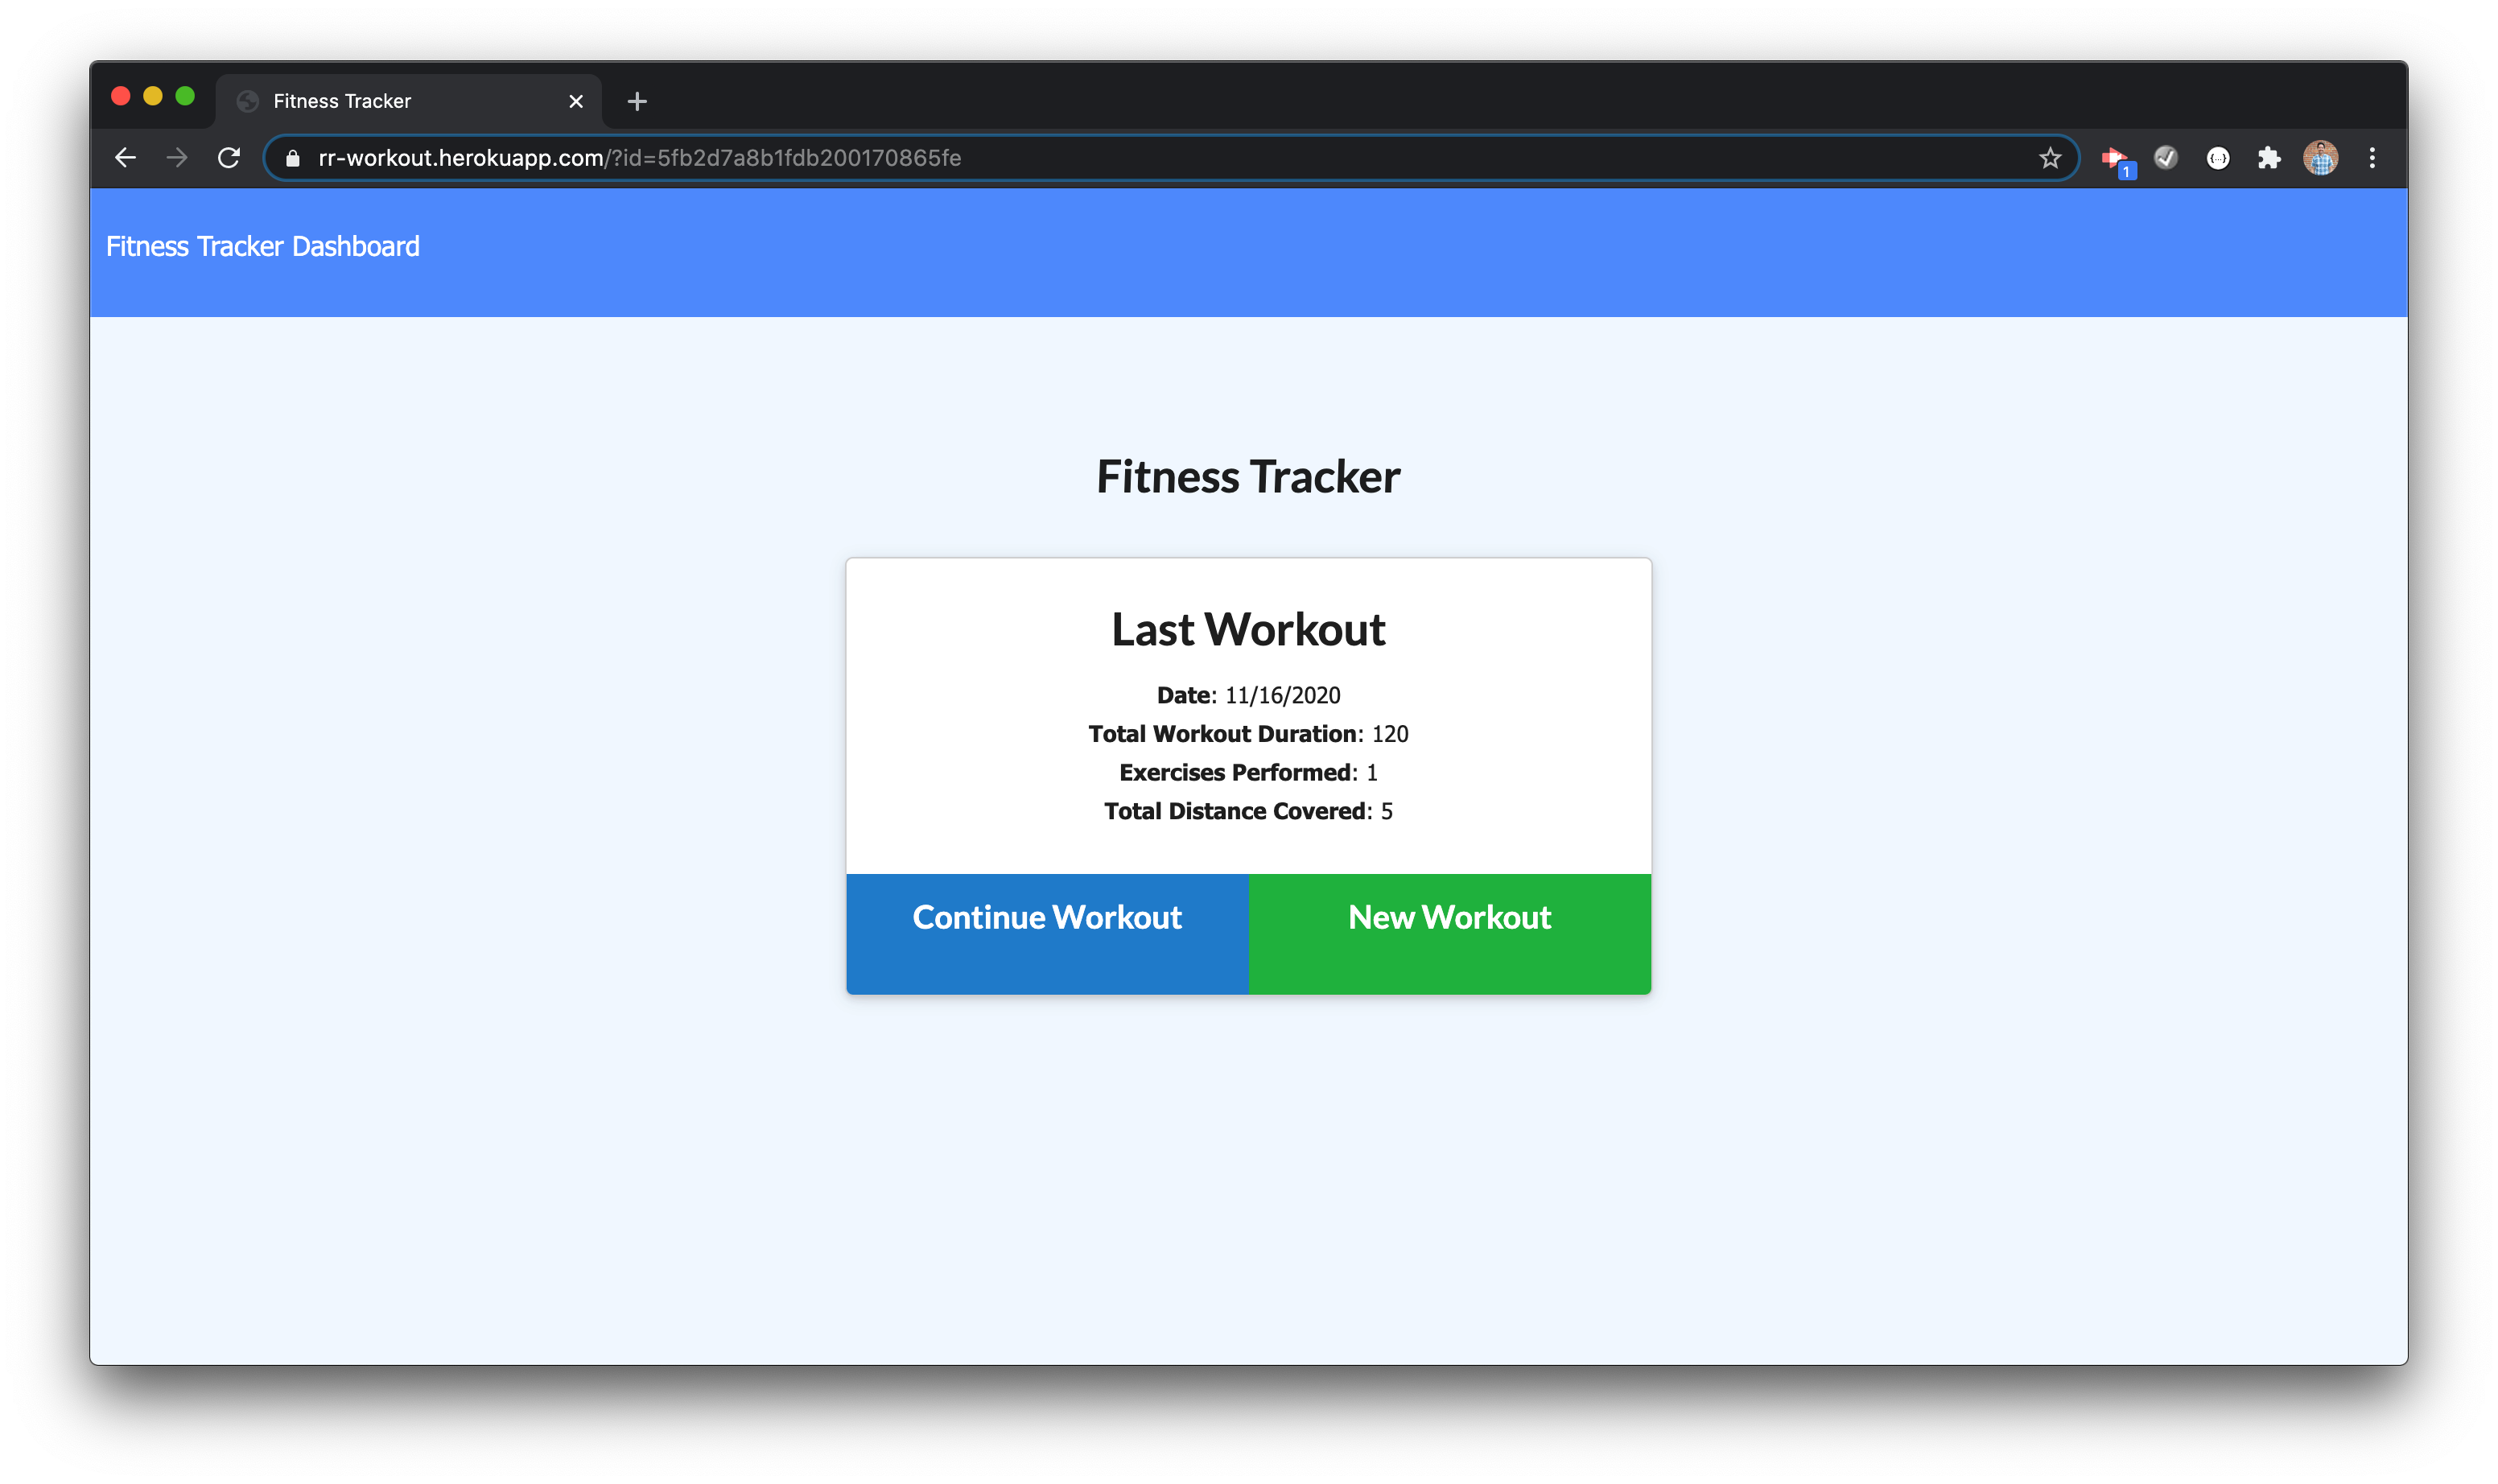 Fitness Tracker
rr-workout.herokuapp.com/?id=5fb2d7a8b1fdb200170865fe
1
Fitness Tracker Dashboard
Fitness Tracker
Last Workout
Date: 11/16/2020
Total Workout Duration: 120
Exercises Performed: 1
Total Distance Covered: 5
Continue Workout
New Workout